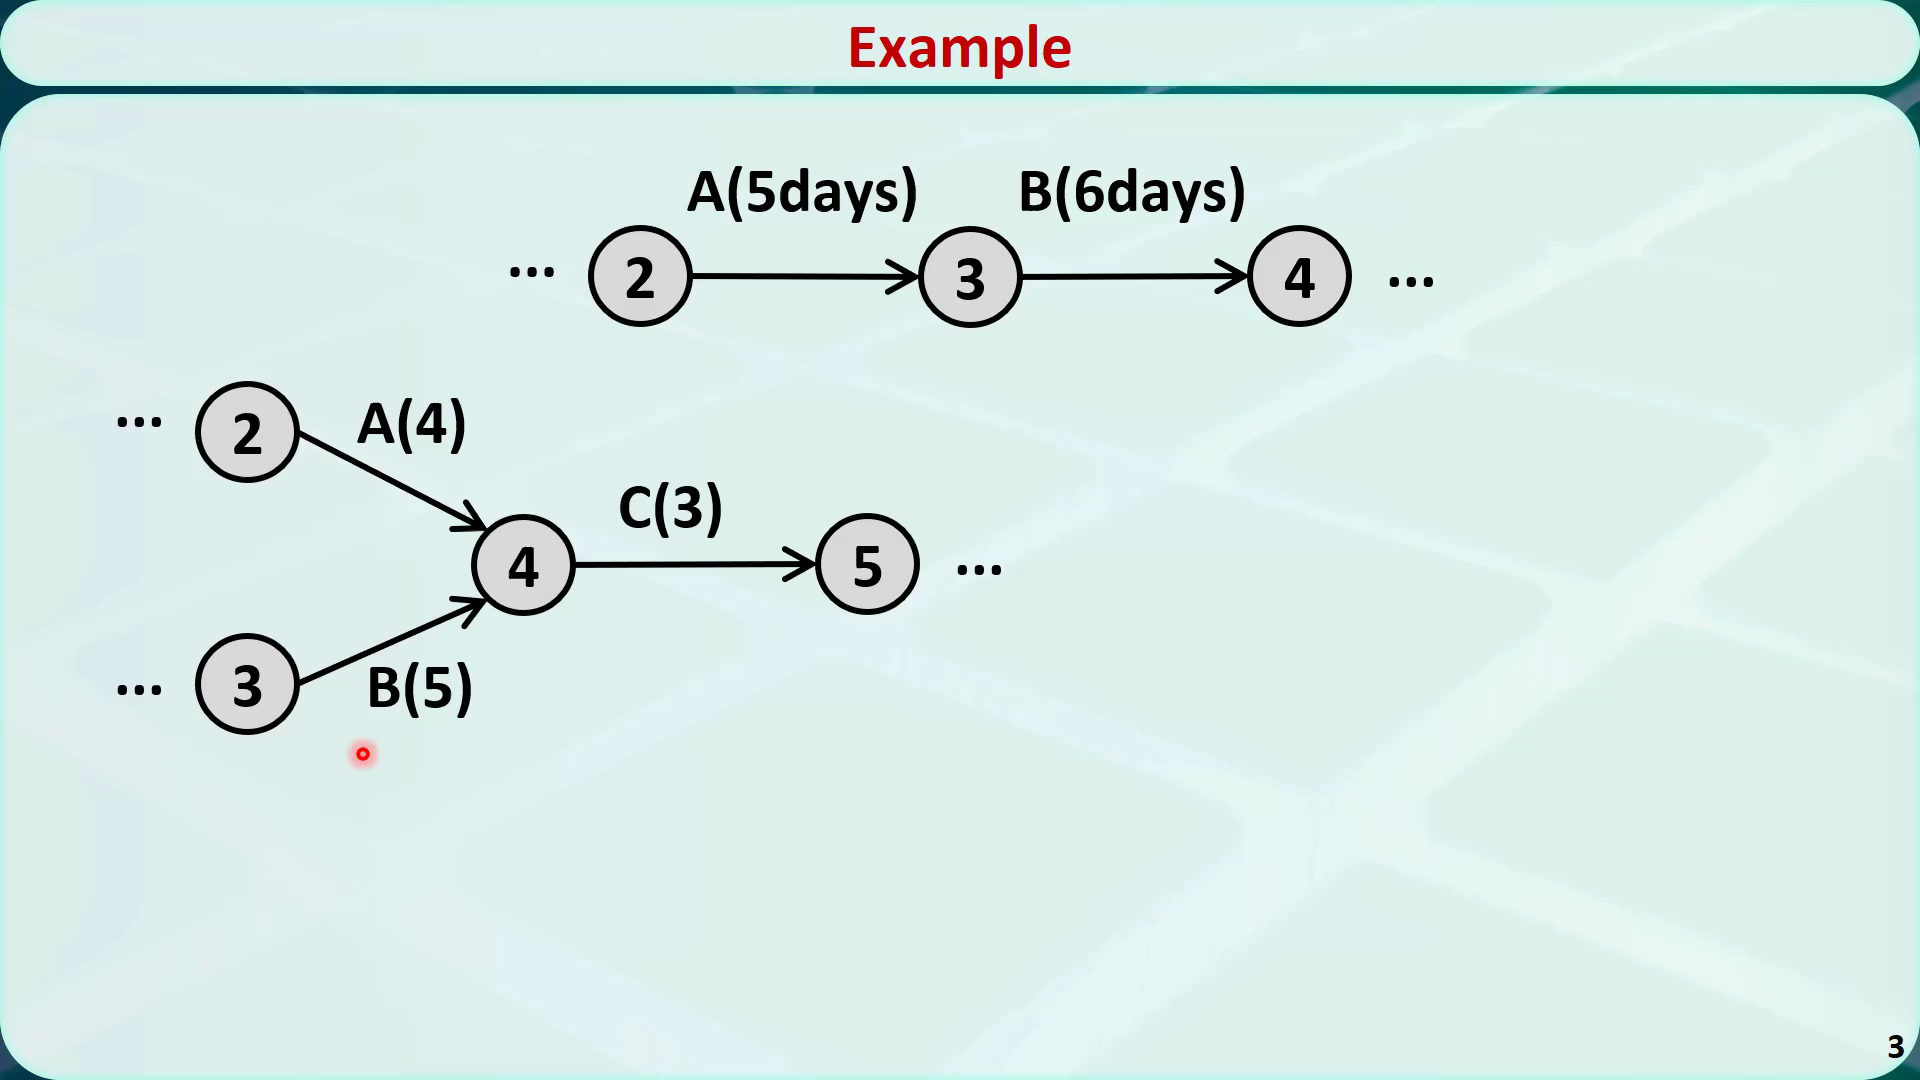 Example
A(5days) B(6days)
... 2 3 4 ...
... 2 A(4)
C(3)
4 5 ...
... 3 B(5)
3